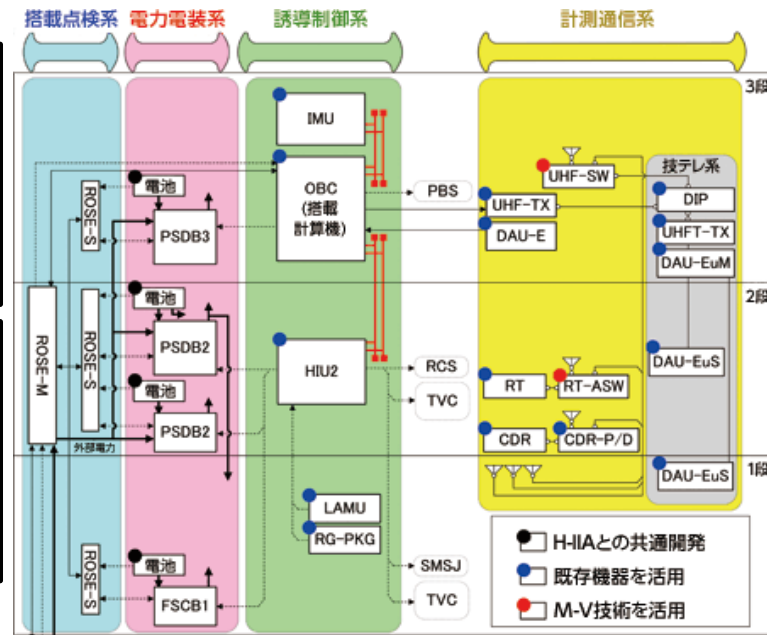 搭載点検系
電力電装系
誘導制御系
計測通信系
3段
IMU
OBC
(搭載
計算機)
PBS
UHF-SW
技テレ系
DIP
UHF-TX
UHFT-TX
DAU-E
DAU-EuM
ROSE-S
電池
PSDB3
2段
ROSE-M
ROSE-S
電池
PSDB2
HIU2
RCS
TVC
RT
RT-ASW
DAU-EuS
電池
PSDB2
CDR
CDR-P/D
外部電力
1段
DAU-EuS
LAMU
RG-PKG
ROSE-S
電池
FSCB1
SMSJ
TVC
H-IIAとの共通開発
既存機器を活用
M-V技術を活用